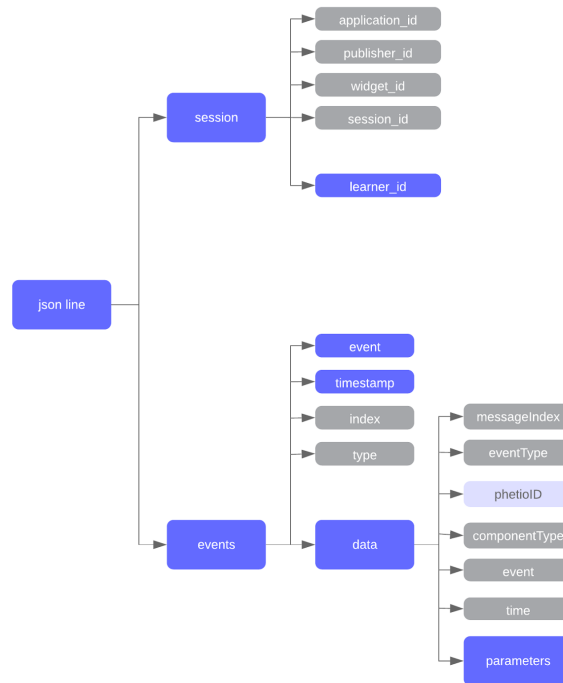 application_id
publisher_id
widget_id
session
session_id
learner_id
json line
event
timestamp
index
type
messageIndex
eventType
phetioID
events
data
componentType
event
time
parameters